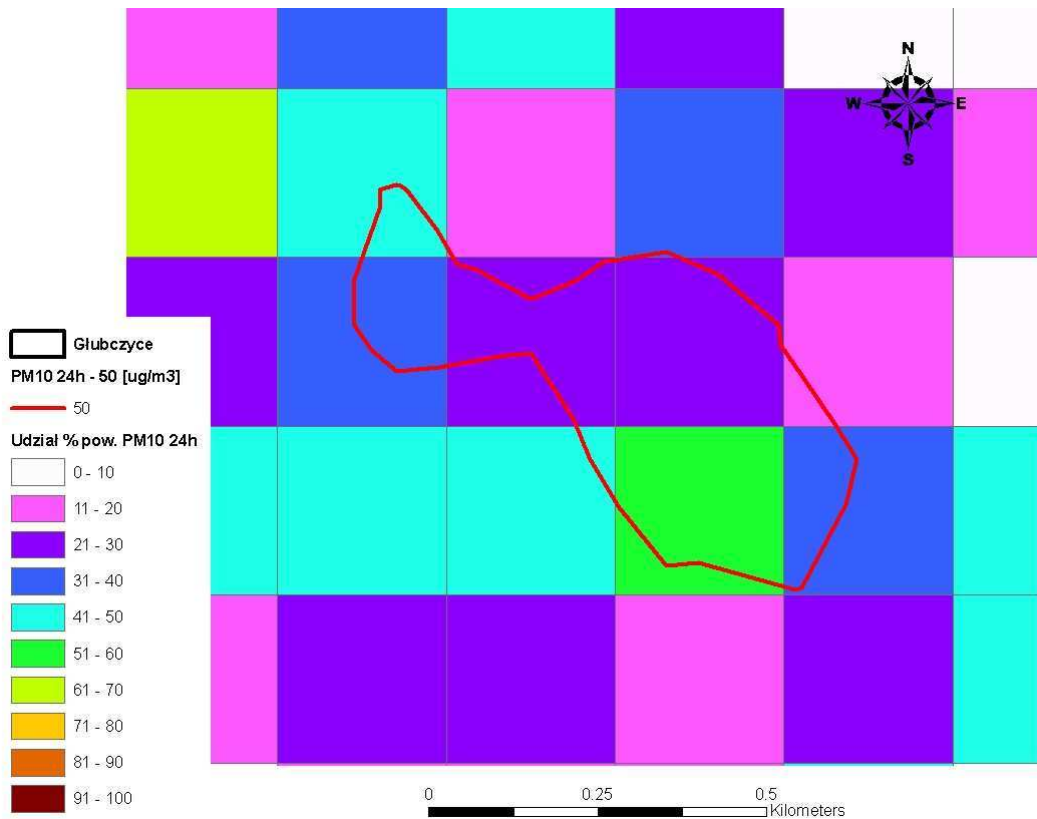 N
W E
S
Głubczyce
PM10 24h - 50 [ug/m3]
50
Udział % pow. PM10 24h
0 - 10
11 - 20
21 - 30
31 - 40
41 - 50
51 - 60
61 - 70
71 - 80
81 - 90
91 - 100
0 0.25 0.5
Kilometers